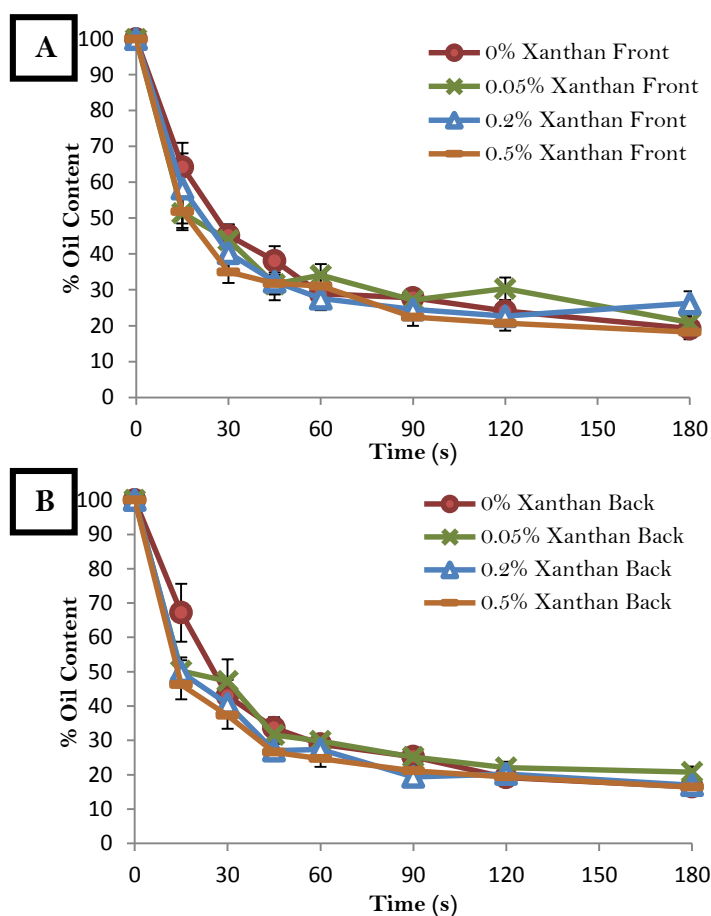 A
% Oil Content
100
90
80
70
60
50
40
30
20
10
0
0% Xanthan Front
0.05% Xanthan Front
0.2% Xanthan Front
0.5% Xanthan Front
0 30 60 90 120 150 180
Time (s)
B
% Oil Content
100
90
80
70
60
50
40
30
20
10
0
0% Xanthan Back
0.05% Xanthan Back
0.2% Xanthan Back
0.5% Xanthan Back
0 30 60 90 120 150 180
Time (s)